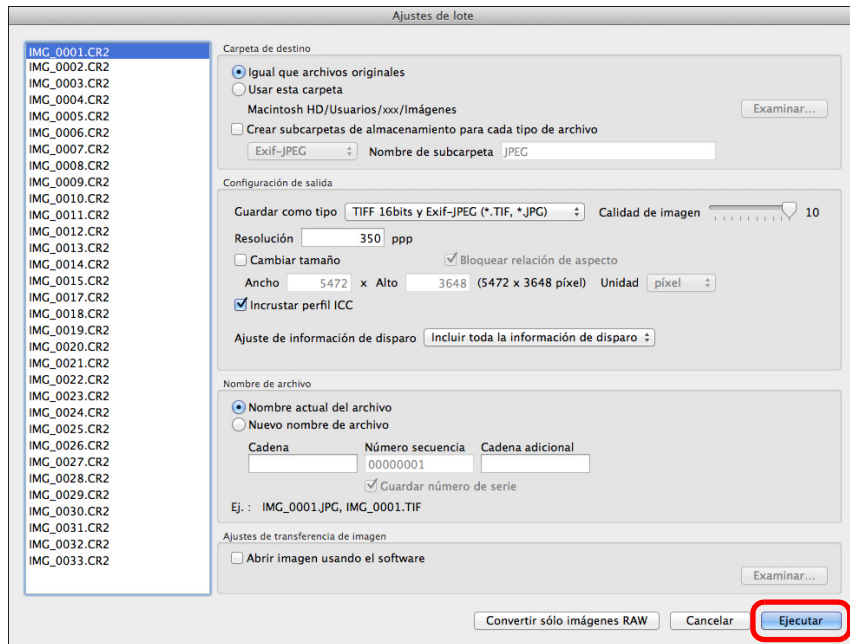 Ajustes de lote
IMG_0001.CR2
IMG_0002.CR2
IMG_0003.CR2
IMG_0004.CR2
IMG_0005.CR2
IMG_0006.CR2
IMG_0007.CR2
IMG_0008.CR2
IMG_0009.CR2
IMG_0010.CR2
IMG_0011.CR2
IMG_0012.CR2
IMG_0013.CR2
IMG_0014.CR2
IMG_0015.CR2
IMG_0017.CR2
IMG_0018.CR2
IMG_0019.CR2
IMG_0020.CR2
IMG_0021.CR2
IMG_0022.CR2
IMG_0023.CR2
IMG_0024.CR2
IMG_0025.CR2
IMG_0026.CR2
IMG_0027.CR2
IMG_0028.CR2
IMG_0029.CR2
IMG_0030.CR2
IMG_0031.CR2
IMG_0032.CR2
IMG_0033.CR2
Carpeta de destino
Igual que archivos originales
Usar esta carpeta
Macintosh HD/Usuarios/xxx/Imágenes Examinar...
Crear subcarpetas de almacenamiento para cada tipo de archivo
Exif-JPEG Nombre de subcarpeta JPEG
Configuración de salida
Guardar como tipo TIFF 16bits y Exif-JPEG (*.TIF, *.JPG) Calidad de imagen 10
Resolución 350 ppp
Cambiar tamaño Bloquear relación de aspecto
Ancho 5472 x Alto 3648 (5472 x 3648 píxel) Unidad píxel
Incrustar perfil ICC
Ajuste de información de disparo Incluir toda la información de disparo
Nombre de archivo
Nombre actual del archivo
Nuevo nombre de archivo
Cadena Número secuencia Cadena adicional
00000001
Guardar número de serie
Ej. : IMG_0001.JPG, IMG_0001.TIF
Ajustes de transferencia de imagen
Abrir imagen usando el software
Examinar...
Convertir sólo imágenes RAW Cancelar Ejecutar